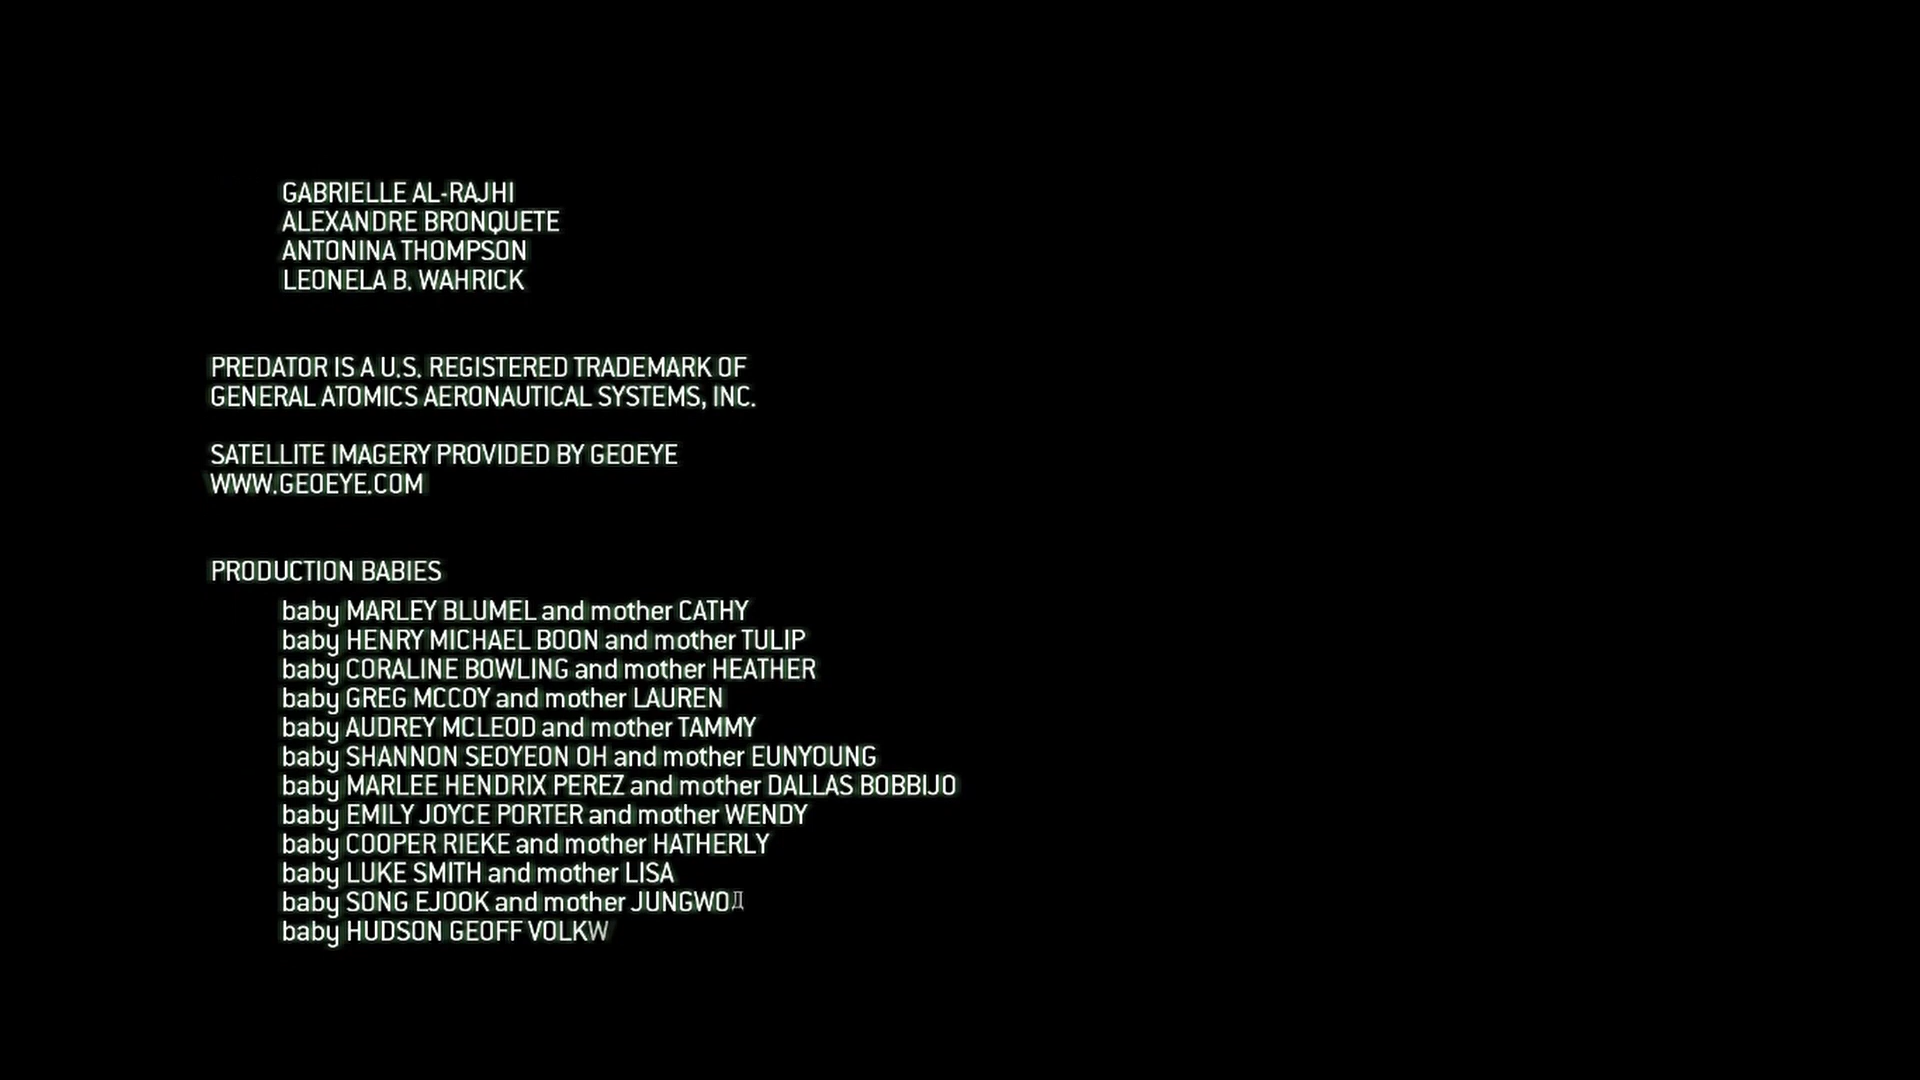 GABRIELLE AL-RAJHI
ALEXANDRE BRONQUETE
ANTONINA THOMPSON
LEONELA B. WAHRICK
PREDATOR IS A U.S. REGISTERED TRADEMARK OF
GENERAL ATOMICS AERONAUTICAL SYSTEMS, INC.
SATELLITE IMAGERY PROVIDED BY GEOEYE
WWW.GEOEYE.COM
PRODUCTION BABIES
baby MARLEY BLUMEL and mother CATHY
baby HENRY MICHAEL BOON and mother TULIP
baby CORALINE BOWLING and mother HEATHER
baby GREG MCCOY and mother LAUREN
baby AUDREY MCLEOD and mother TAMMY
baby SHANNON SEOYEON OH and mother EUNYOUNG
baby MARLEE HENDRIX PEREZ and mother DALLAS BOBBIJO
baby EMILY JOYCE PORTER and mother WENDY
baby COOPER RIEKE and mother HATHERLY
baby LUKE SMITH and mother LISA
baby SONG EJOOK and mother JUNGWOД
baby HUDSON GEOFF VOLKW